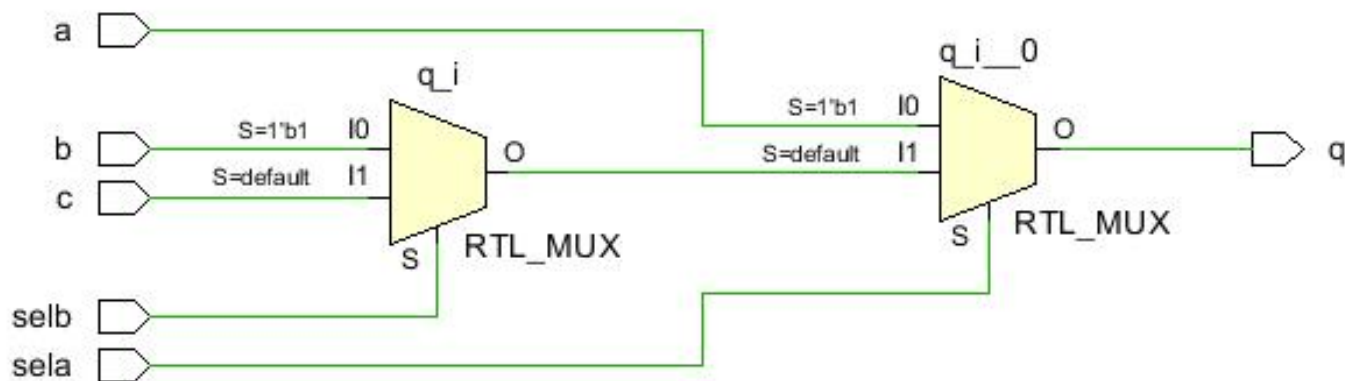 a
q_i__0
q_i
S=1'b1 I0
O
S=1'b1 I0
O
b
q
S=default I1
S=default I1
c
S
RTL_MUX
S
RTL_MUX
selb
sela